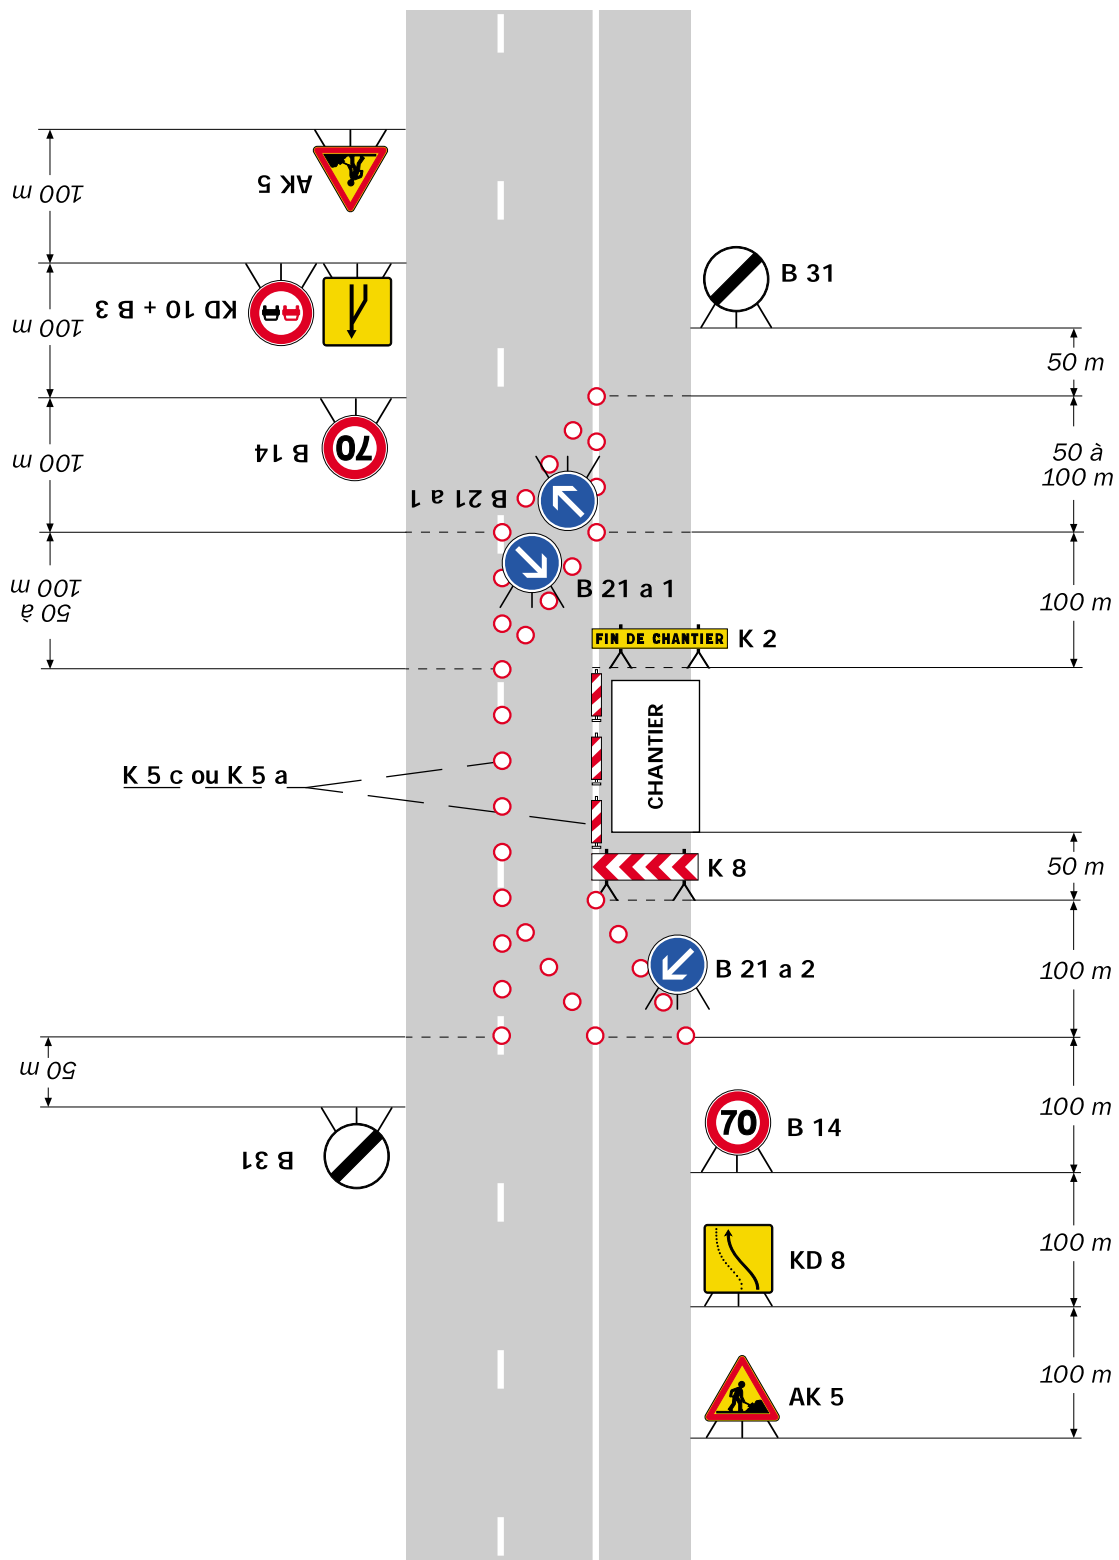 AK 5
100 m
B 31
KD 10 + B 3
100 m
50 m
B 14
70
100 m
50 à
100 m
B 21 a 1
50 à
100 m
B 21 a 1
100 m
FIN DE CHANTIER
K 2
CHANTIER
K 5 c ou K 5 a
K 8
50 m
B 21 a 2
100 m
50 m
B 31
70
B 14
100 m
KD 8
100 m
AK 5
100 m